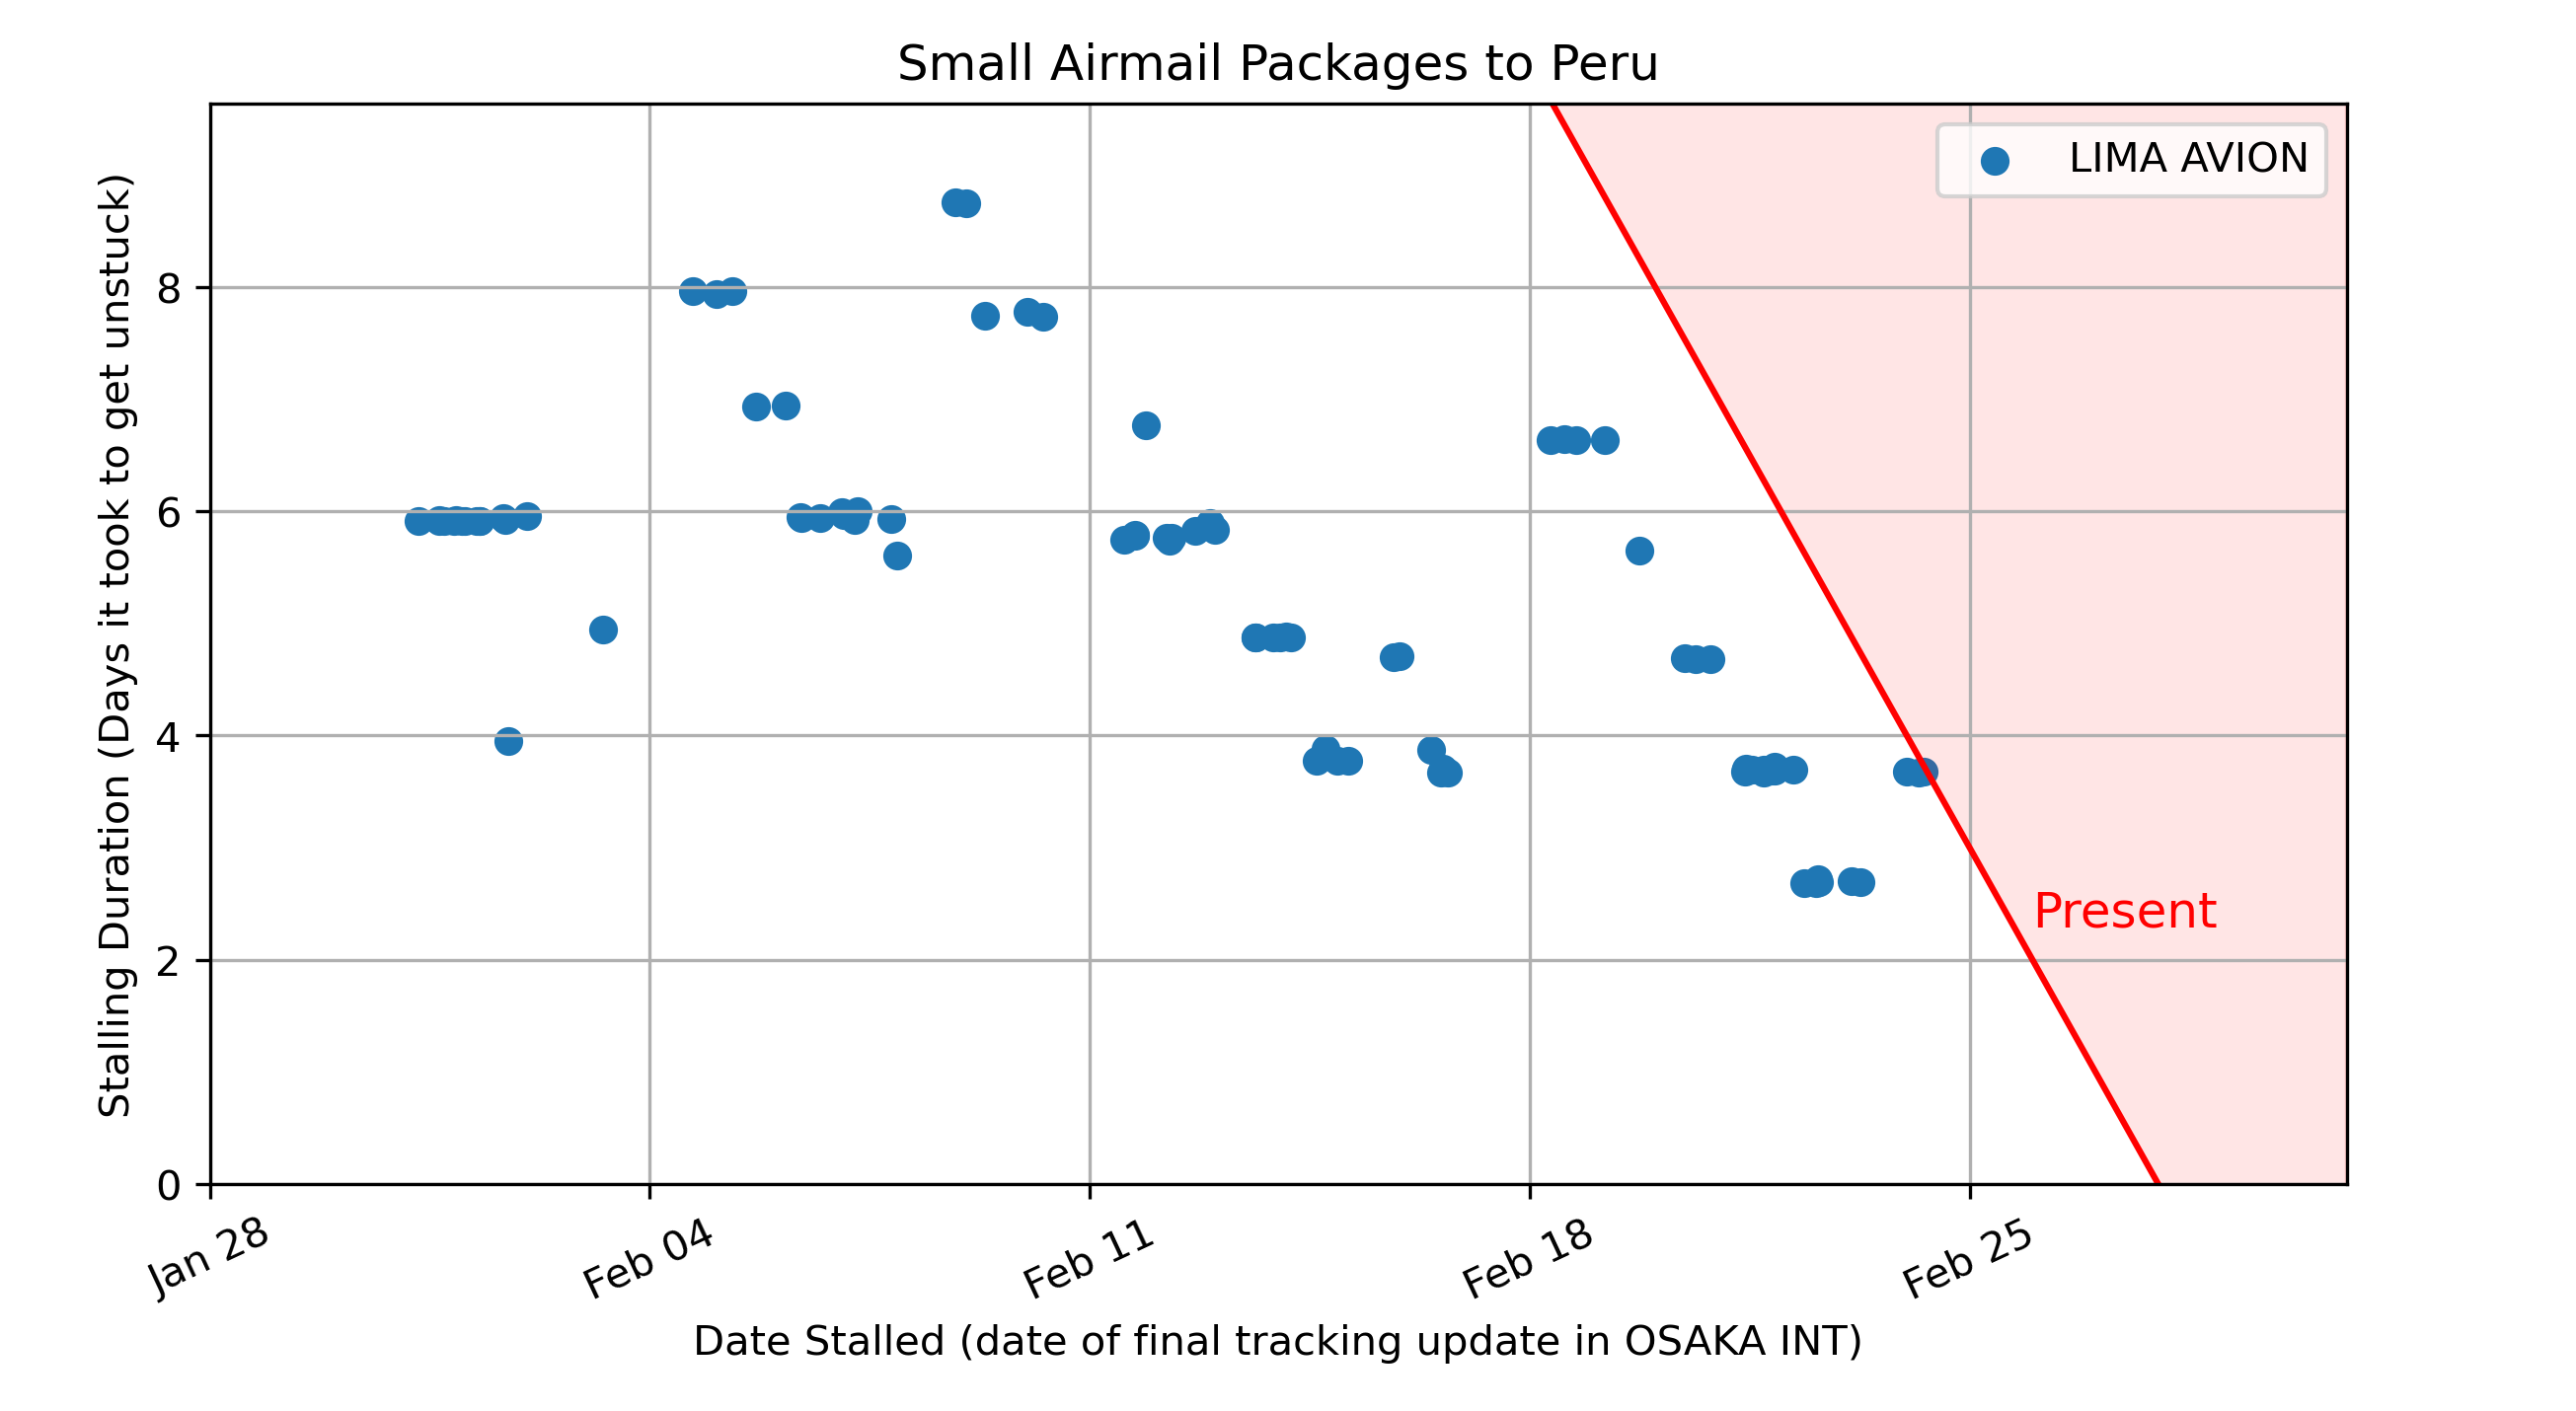 Small Airmail Packages to Peru
LIMA AVION
Stalling Duration (Days it took to get unstuck)
8
6
4
2
0
Present
Jan 28
Feb 04
Feb 11
Feb 18
Feb 25
Date Stalled (date of final tracking update in OSAKA INT)